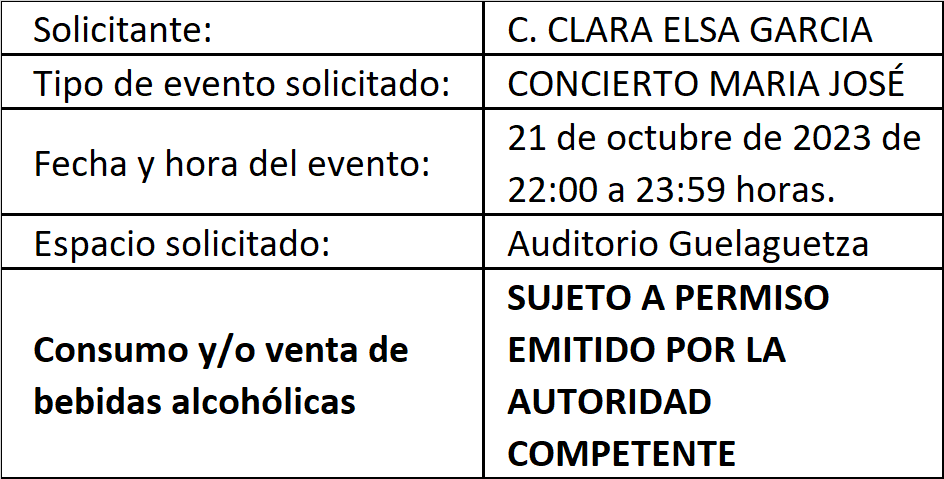 Solicitante:
C. CLARA ELSA GARCIA
Tipo de evento solicitado:
CONCIERTO MARIA JOSÉ
Fecha y hora del evento:
21 de octubre de 2023 de
22:00 a 23:59 horas.
Espacio solicitado:
Auditorio Guelaguetza
Consumo y/o venta de
bebidas alcohólicas
SUJETO A PERMISO
EMITIDO POR LA
AUTORIDAD
COMPETENTE